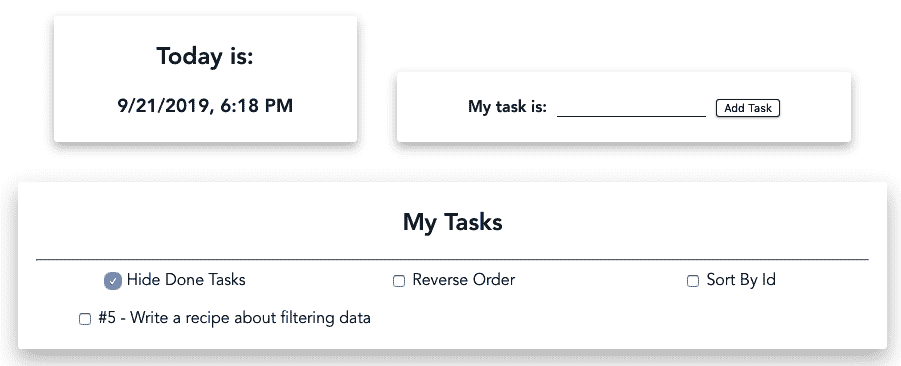 Today is:
9/21/2019, 6:18 PM
My task is: Add Task
My Tasks
Hide Done Tasks Reverse Order Sort By Id
#5 - Write a recipe about filtering data